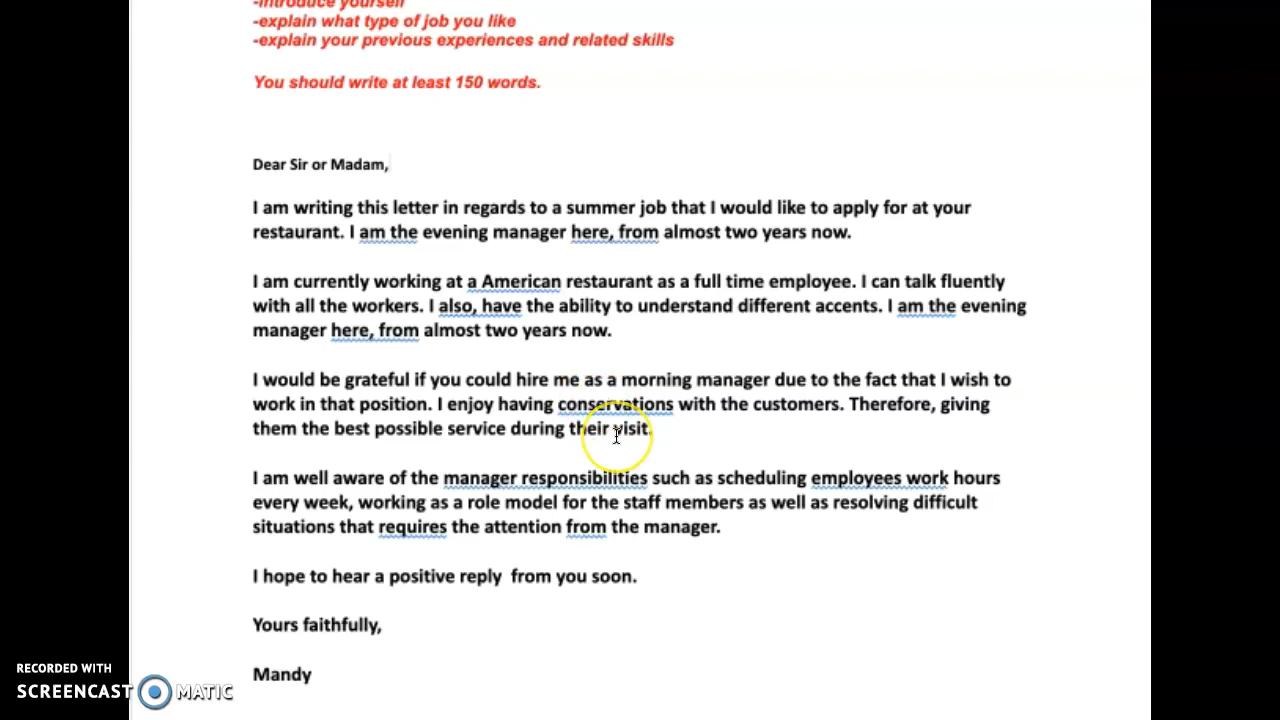 -introduce yourself
-explain what type of job you like
-explain your previous experiences and related skills
You should write at least 150 words.
Dear Sir or Madam,
I am writing this letter in regards to a summer job that I would like to apply for at your
restaurant. I am the evening manager here, from almost two years now.
I am currently working at a American restaurant as a full time employee. I can talk fluently
with all the workers. I also, have the ability to understand different accents. I am the evening
manager here, from almost two years now.
I would be grateful if you could hire me as a morning manager due to the fact that I wish to
work in that position. I enjoy having conservations with the customers. Therefore, giving
them the best possible service during their visit.
I am well aware of the manager responsibilities such as scheduling employees work hours
every week, working as a role model for the staff members as well as resolving difficult
situations that requires the attention from the manager.
I hope to hear a positive reply  from you soon.
Yours faithfully,
Mandy
RECORDED WITH
SCREENCAST MATIC